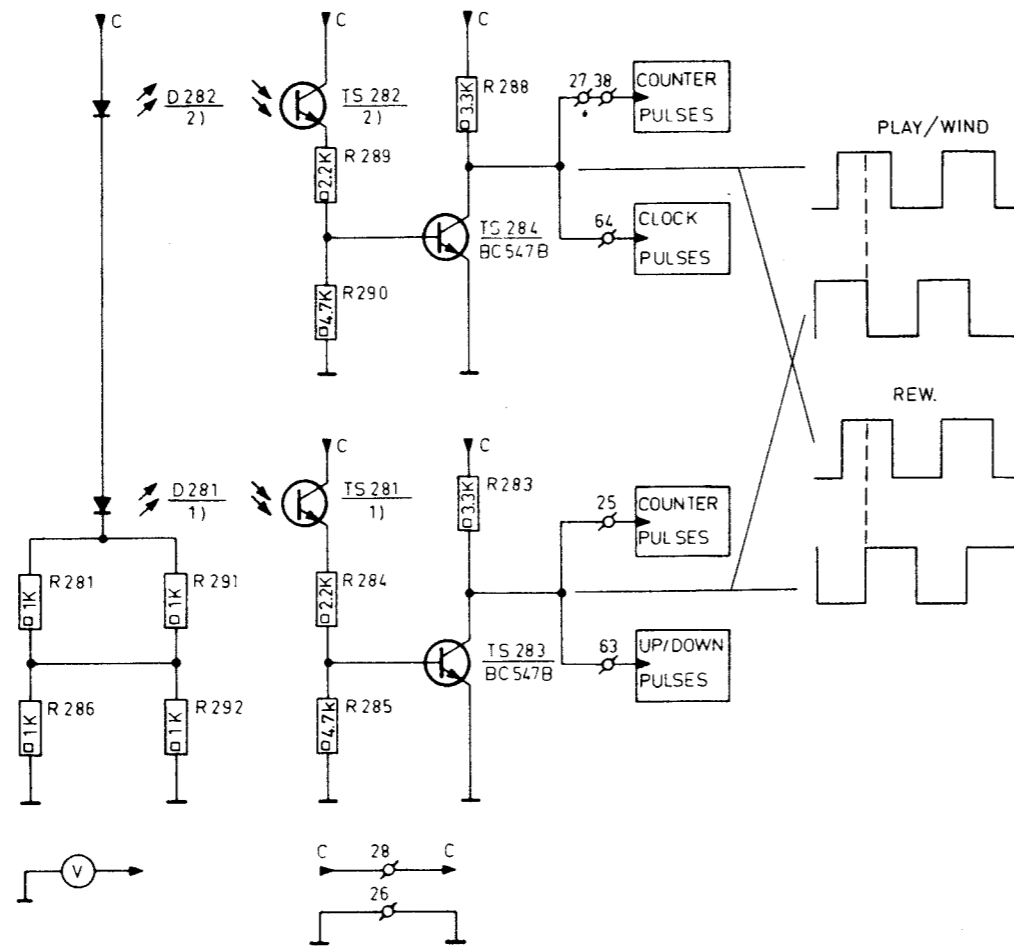 C
C
C
D 282
2)
TS 282
2)
3.3K
R 288
27
38
COUNTER
PULSES
PLAY/WIND
2.2K
R 289
TS 284
BC 547B
64
CLOCK
PULSES
4.7K
R 290
REW.
C
C
D 281
1)
TS 281
1)
3.3K
R 283
25
COUNTER
PULSES
1K
R 281
1K
R 291
2.2K
R 284
TS 283
BC 547B
63
UP/DOWN
PULSES
1K
R 286
1K
R 292
4.7k
R 285
V
C
28
C
26